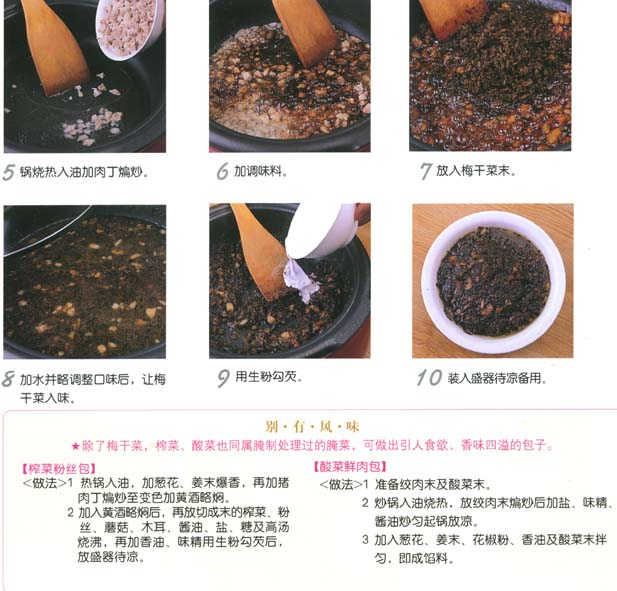 5 锅烧热入油加肉丁煸炒。
6 加调味料。
7 放入梅干菜末。
8 加水并略调整口味后，让梅
干菜入味。
9 用生粉勾芡。
10 装入盛器待凉备用。
别·有·风·味
★除了梅干菜，榨菜、酸菜也同属腌制处理过的腌菜，可做出引人食欲、香味四溢的包子。
【榨菜粉丝包】
<做法>1 热锅入油，加葱花、姜末爆香，再加猪
肉丁煸炒至变色加黄酒略焖。
2 加入黄酒略焖后，再放切成末的榨菜、粉
丝、蘑菇、木耳、酱油、盐、糖及高汤
烧沸，再加香油、味精用生粉勾芡后，
放盛器待凉。
【酸菜鲜肉包】
<做法>1 准备绞肉末及酸菜末。
2 炒锅入油烧热，放绞肉末煸炒后加盐、味精、
酱油炒匀起锅放凉。
3 加入葱花、姜末、花椒粉、香油及酸菜末拌
匀，即成馅料。